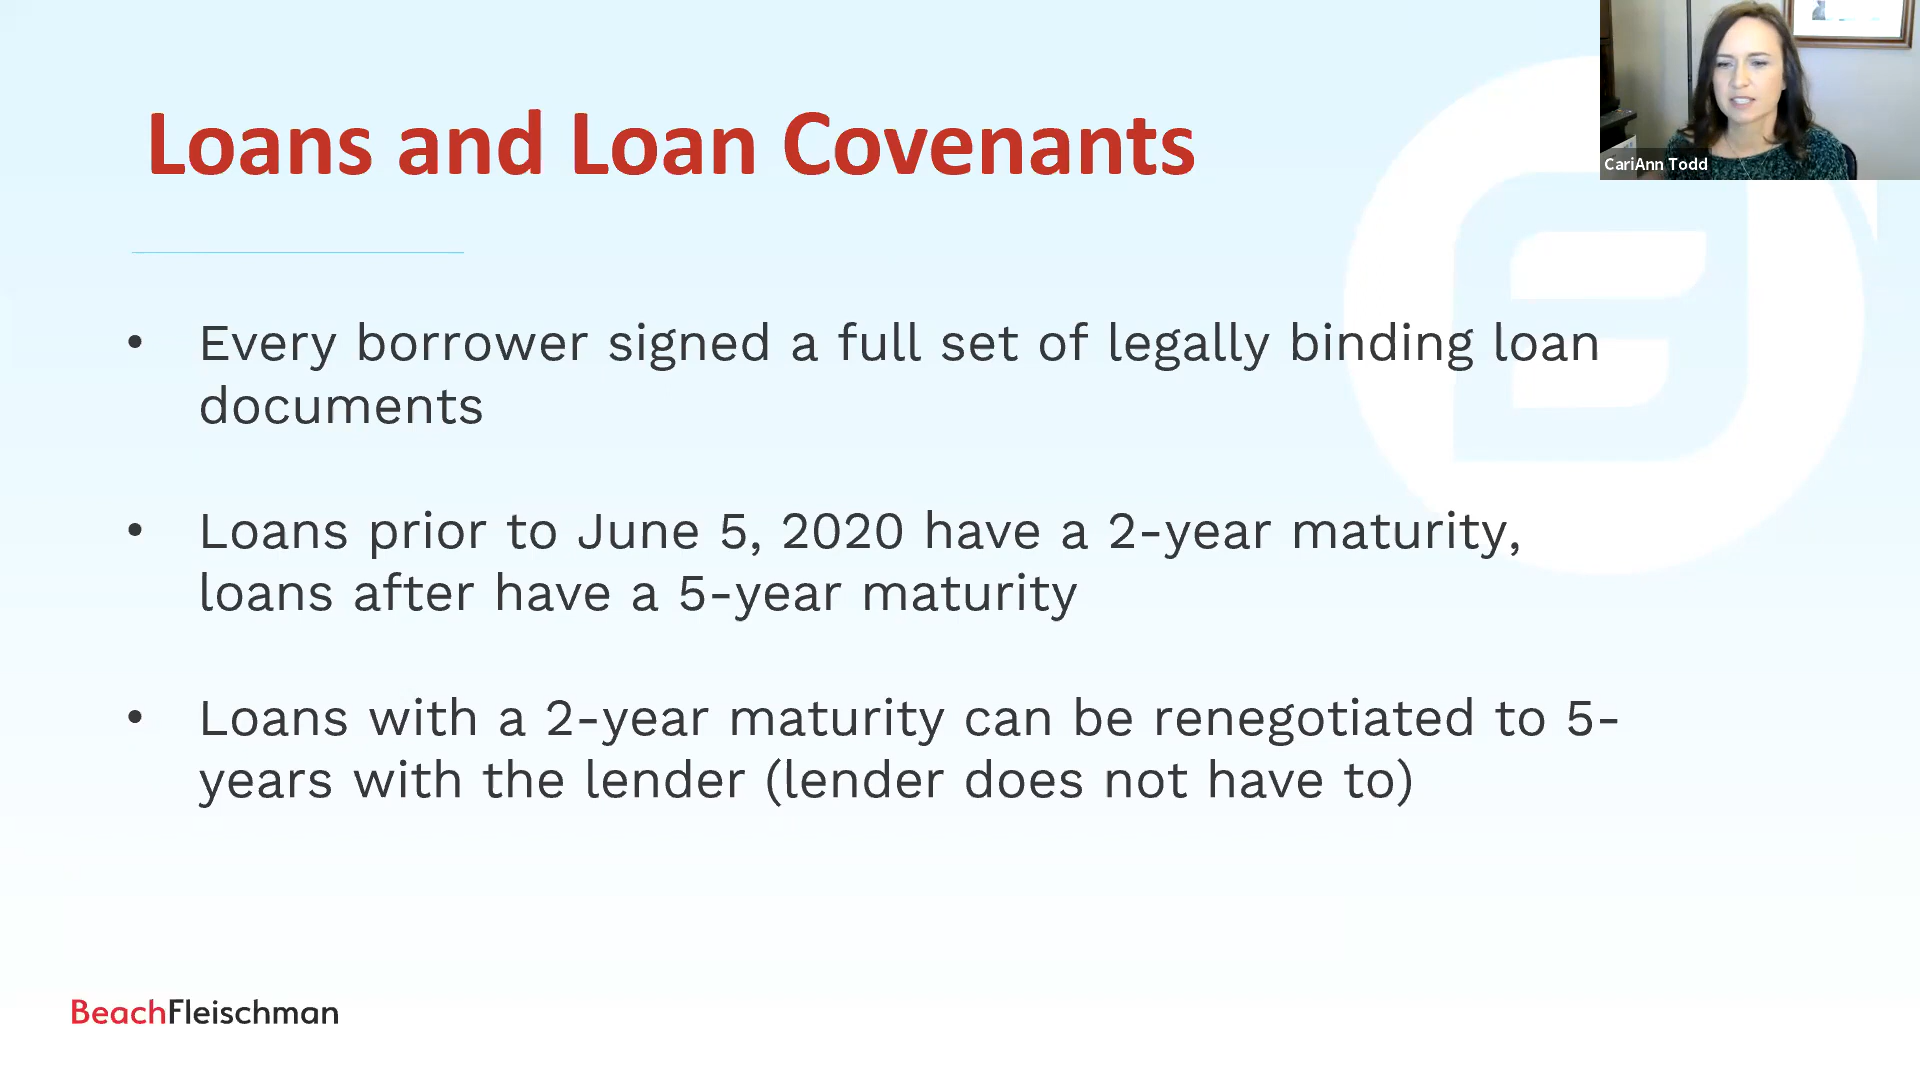 Loans and Loan Covenants
CariAnn Todd
• Every borrower signed a full set of legally binding loan
documents
• Loans prior to June 5, 2020 have a 2-year maturity,
loans after have a 5-year maturity
• Loans with a 2-year maturity can be renegotiated to 5-
years with the lender (lender does not have to)
BeachFleischman